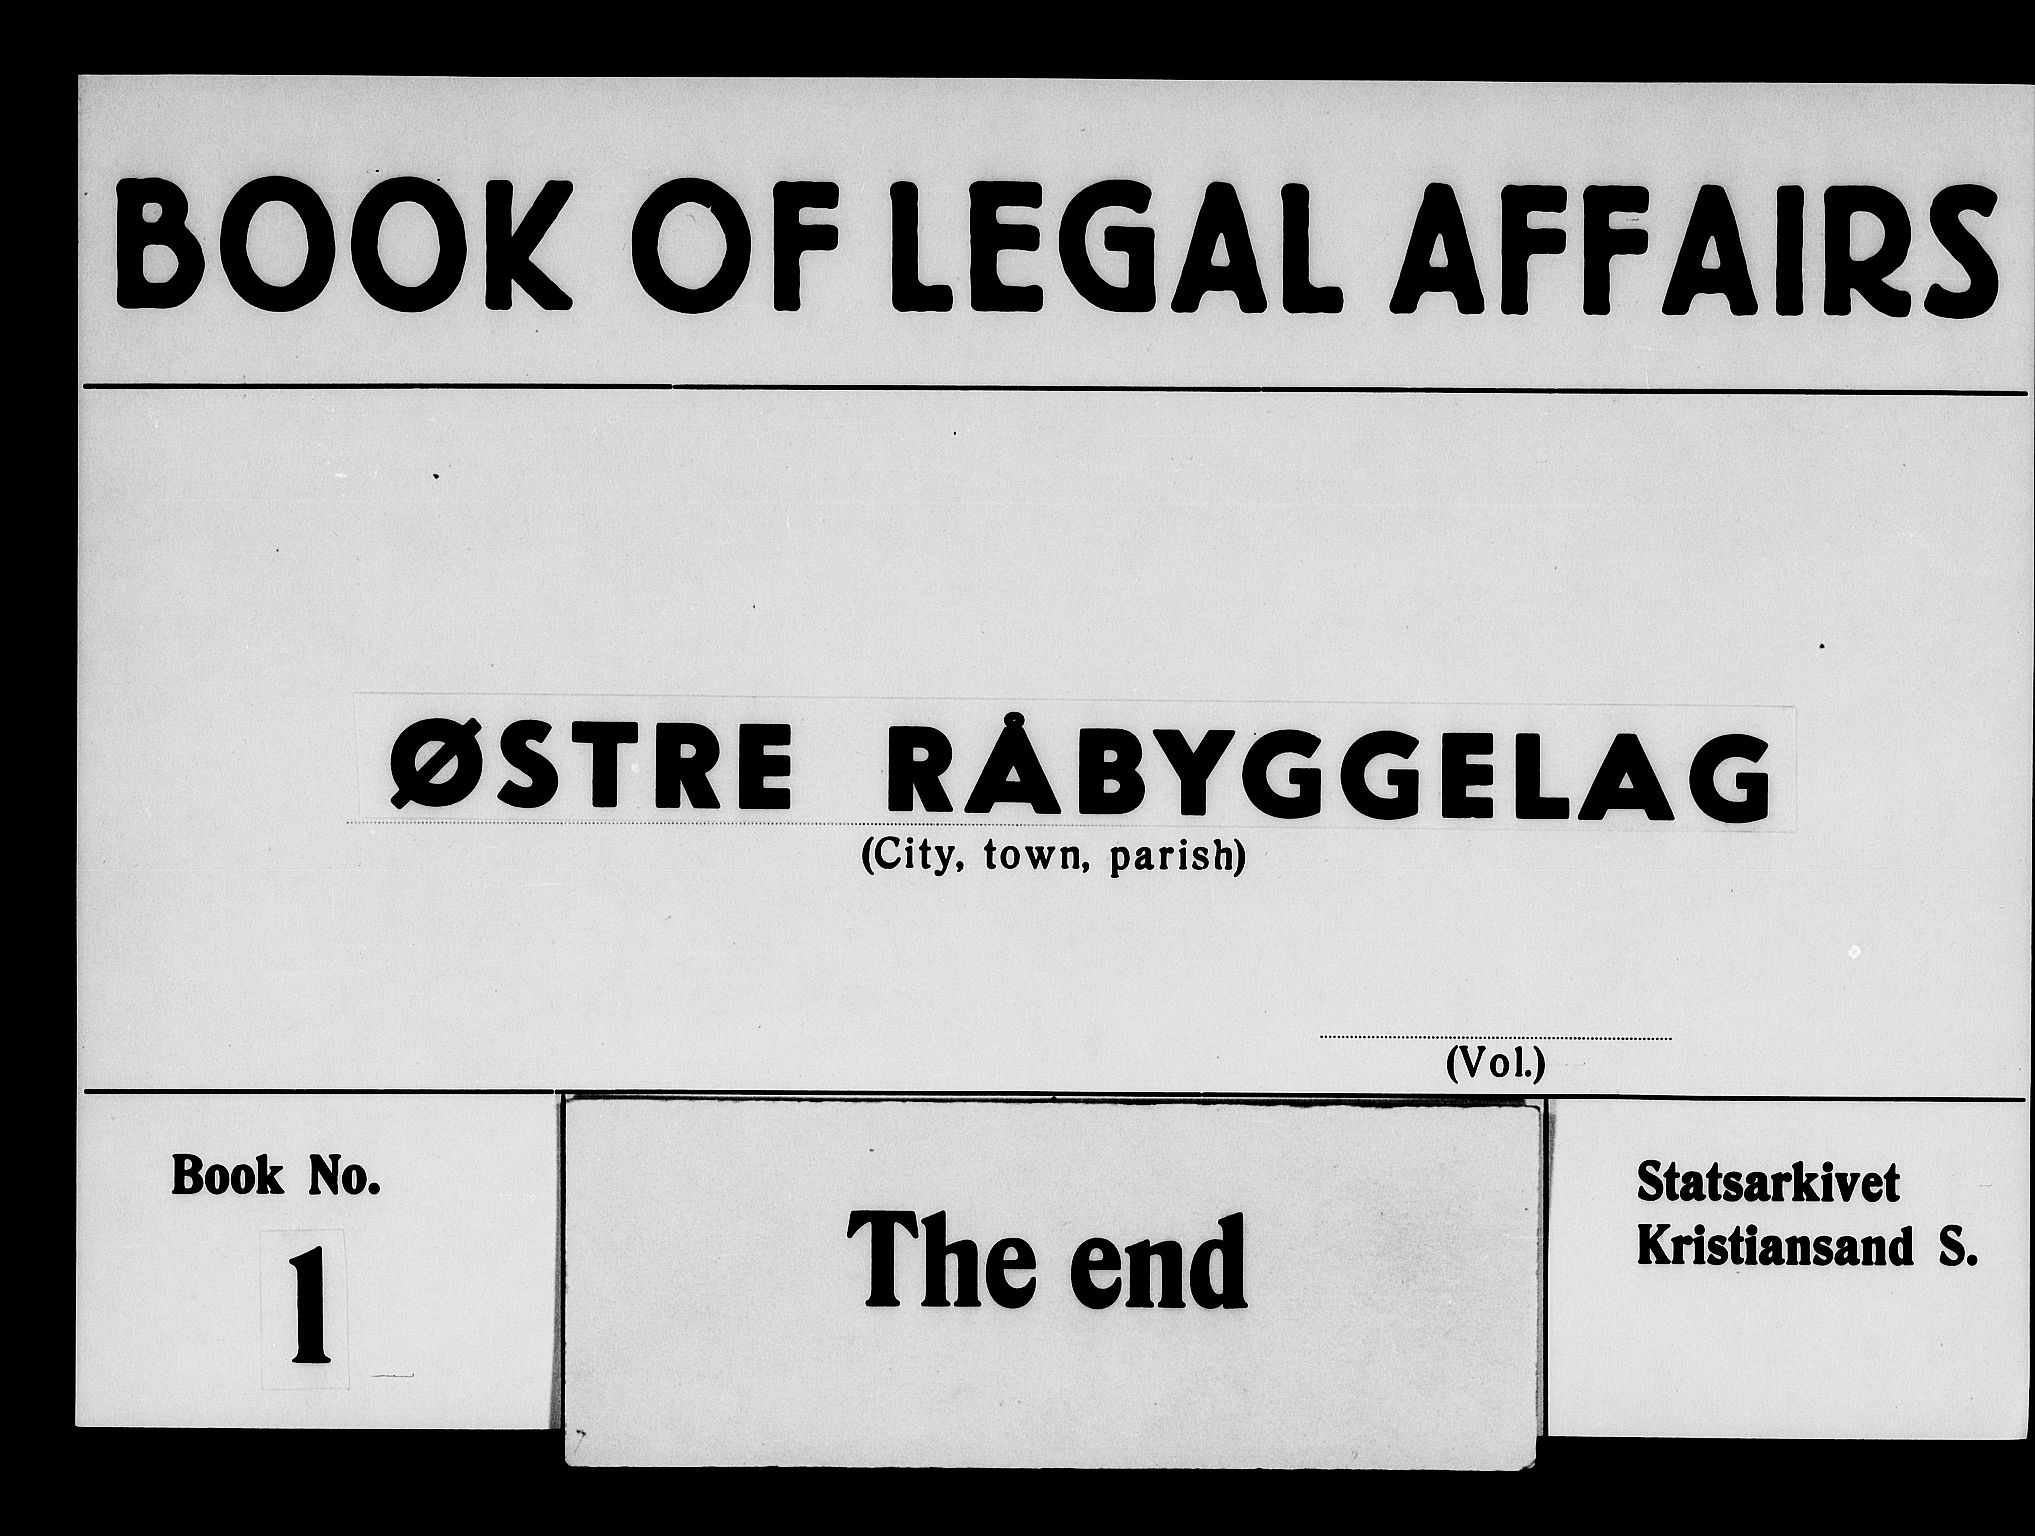 BOOK OF LEGAL AFFAIRS
ØSTRE RÅBYGGELAG
(City, town, parish)
(Vol.)
Book No.
1
The end
Statsarkivet
Kristiansand S.